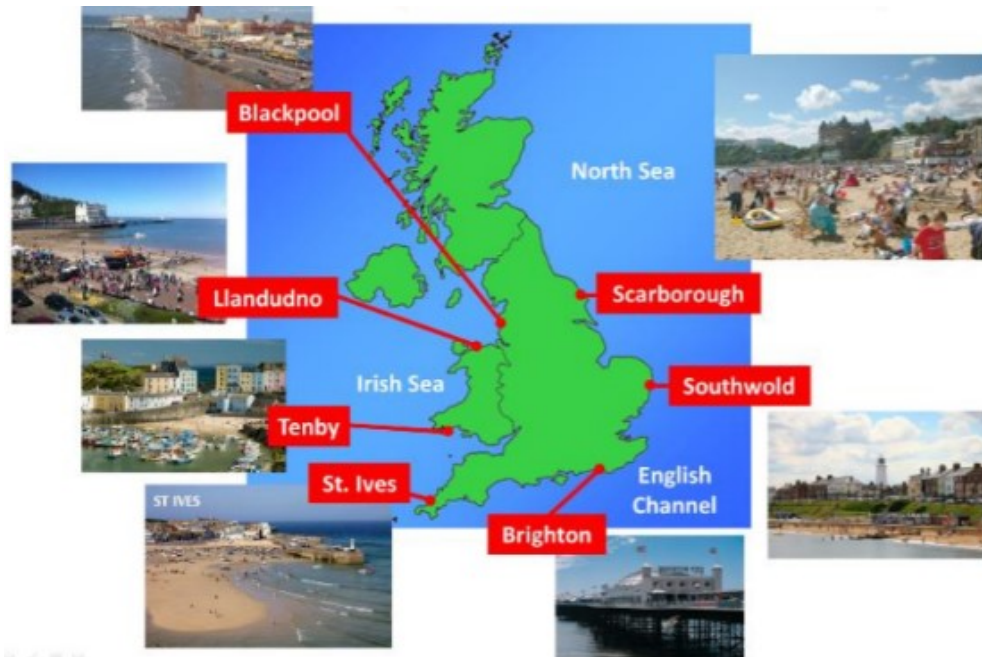 Blackpool
North Sea
Llandudno
Scarborough
Irish Sea
Southwold
Tenby
St. Ives
English
Channel
ST IVES
Brighton